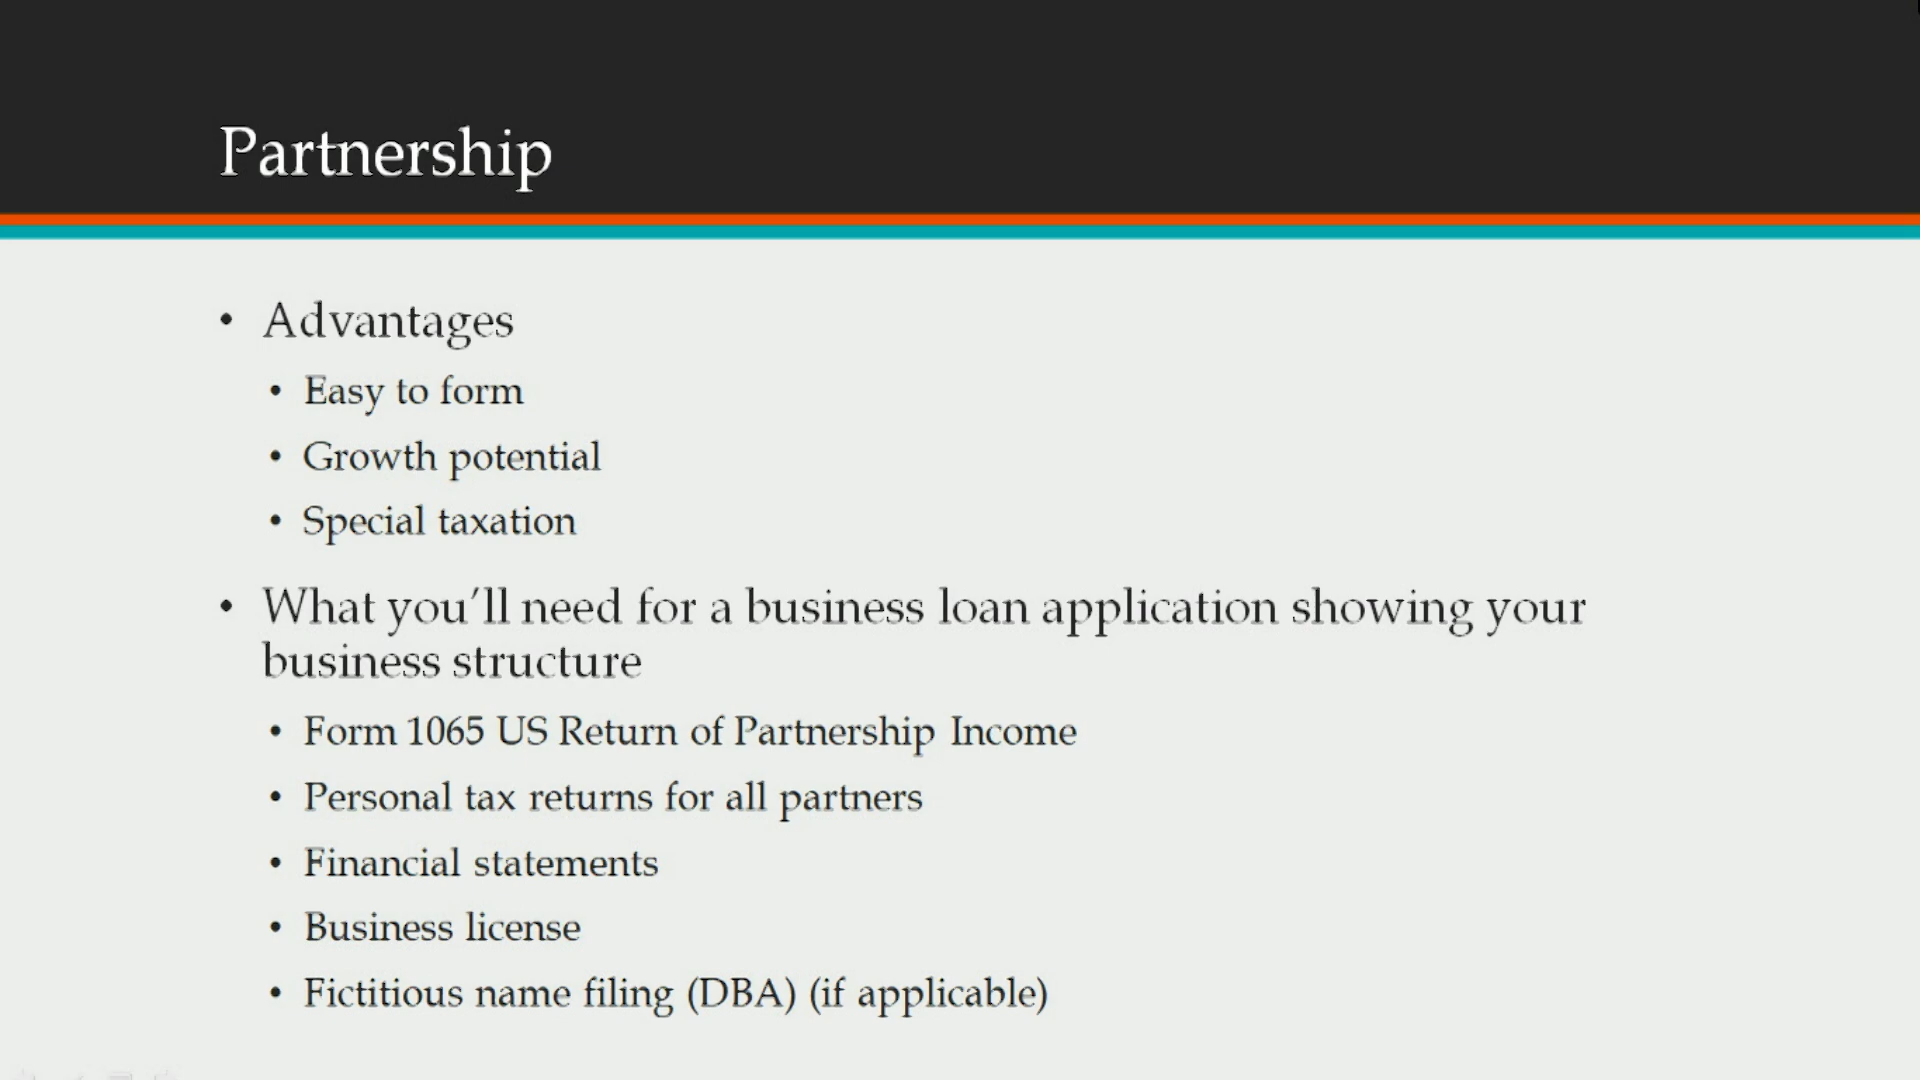 Partnership
• Advantages
• Easy to form
• Growth potential
• Special taxation
• What you’ll need for a business loan application showing your
business structure
• Form 1065 US Return of Partnership Income
• Personal tax returns for all partners
• Financial statements
• Business license
• Fictitious name filing (DBA) (if applicable)